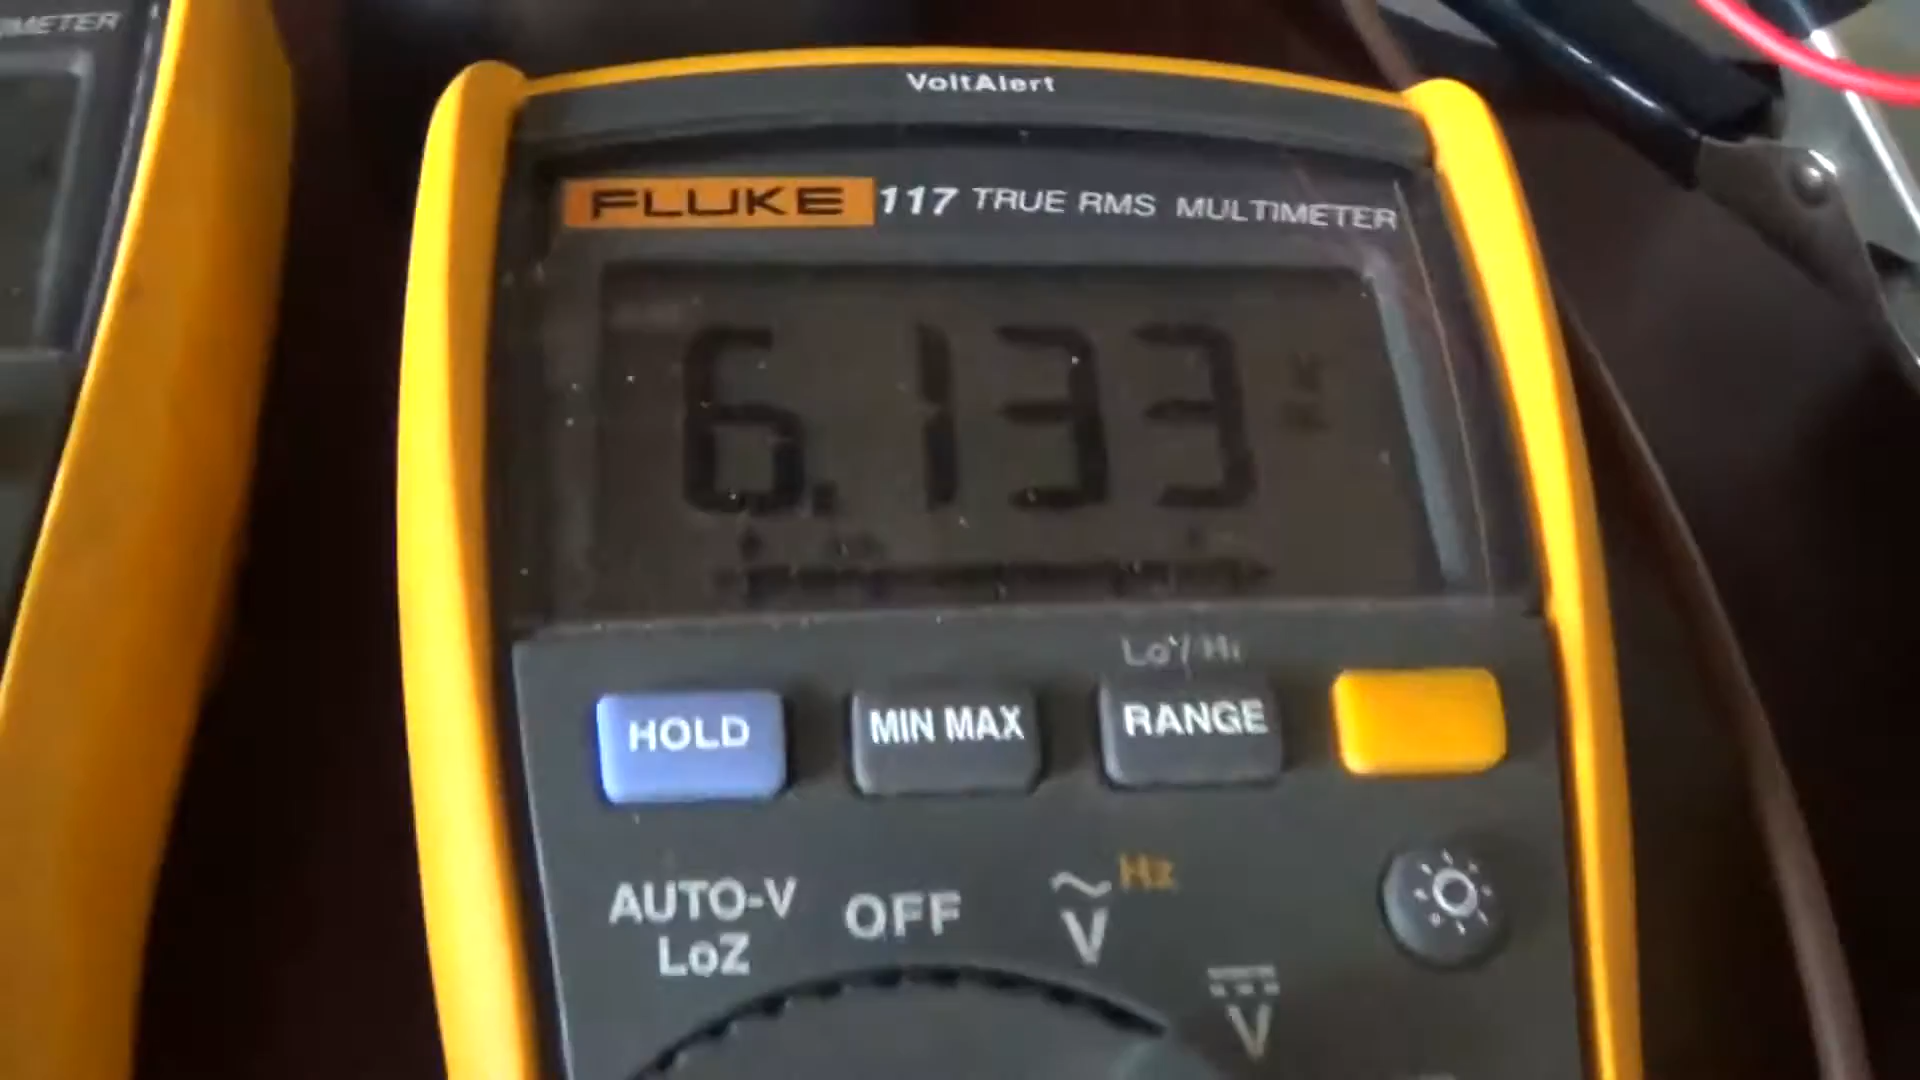 VoltAlert
FLUKE 117 TRUE RMS MULTIMETER
6.133
Lo/Hi
HOLD MIN MAX RANGE
AUTO-V LoZ
OFF
Hz
V
V